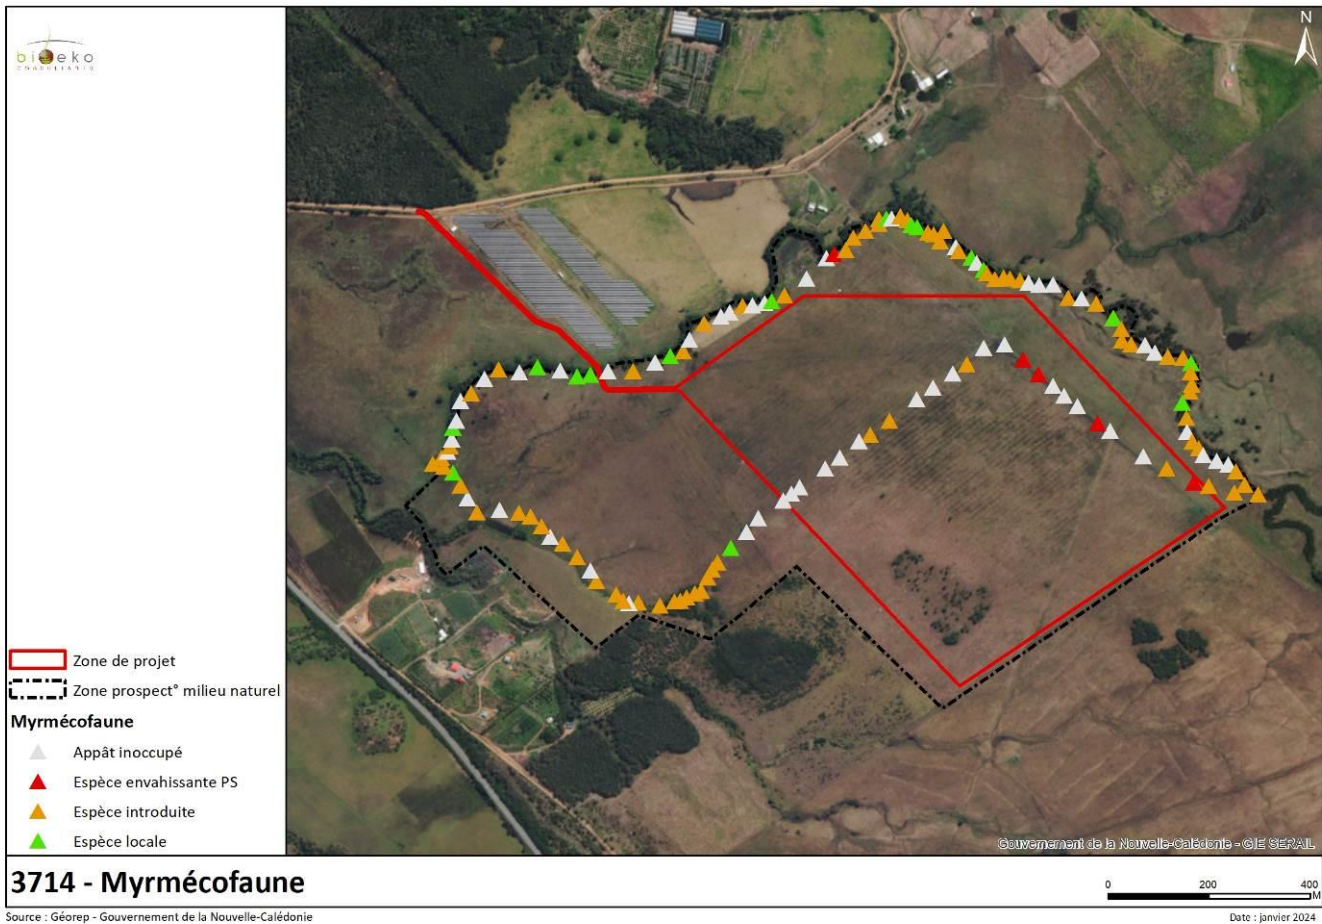 bioeko
CONSULTANTS
N
Zone de projet
Zone prospect° milieu naturel
Myrmécofaune
Appât inoccupé
Espèce envahissante PS
Espèce introduite
Espèce locale
Gouvernement de la Nouvelle-Calédonie - GIE SERAIL
3714 - Myrmécofaune
0 200 400
M
Source : Géorep - Gouvernement de la Nouvelle-Calédonie
Date : janvier 2024